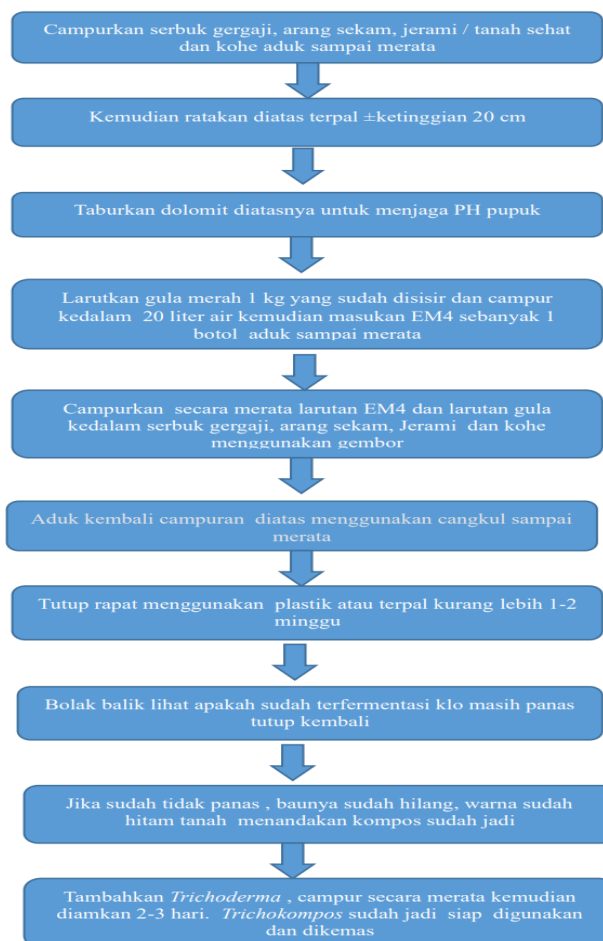 Campurkan serbuk gergaji, arang sekam, jerami / tanah sehat
dan kohe aduk sampai merata
Kemudian ratakan diatas terpal ±ketinggian 20 cm
Taburkan dolomit diatasnya untuk menjaga PH pupuk
Larutkan gula merah 1 kg yang sudah disisir dan campur
kedalam 20 liter air kemudian masukan EM4 sebanyak 1
botol aduk sampai merata
Campurkan secara merata larutan EM4 dan larutan gula
kedalam serbuk gergaji, arang sekam, Jerami dan kohe
menggunakan gembor
Aduk kembali campuran diatas menggunakan cangkul sampai
merata
Tutup rapat menggunakan plastik atau terpal kurang lebih 1-2
minggu
Bolak balik lihat apakah sudah terfermentasi klo masih panas
tutup kembali
Jika sudah tidak panas , baunya sudah hilang, warna sudah
hitam tanah menandakan kompos sudah jadi
Tambahkan Trichoderma , campur secara merata kemudian
diamkan 2-3 hari. Trichokompos sudah jadi siap digunakan
dan dikemas